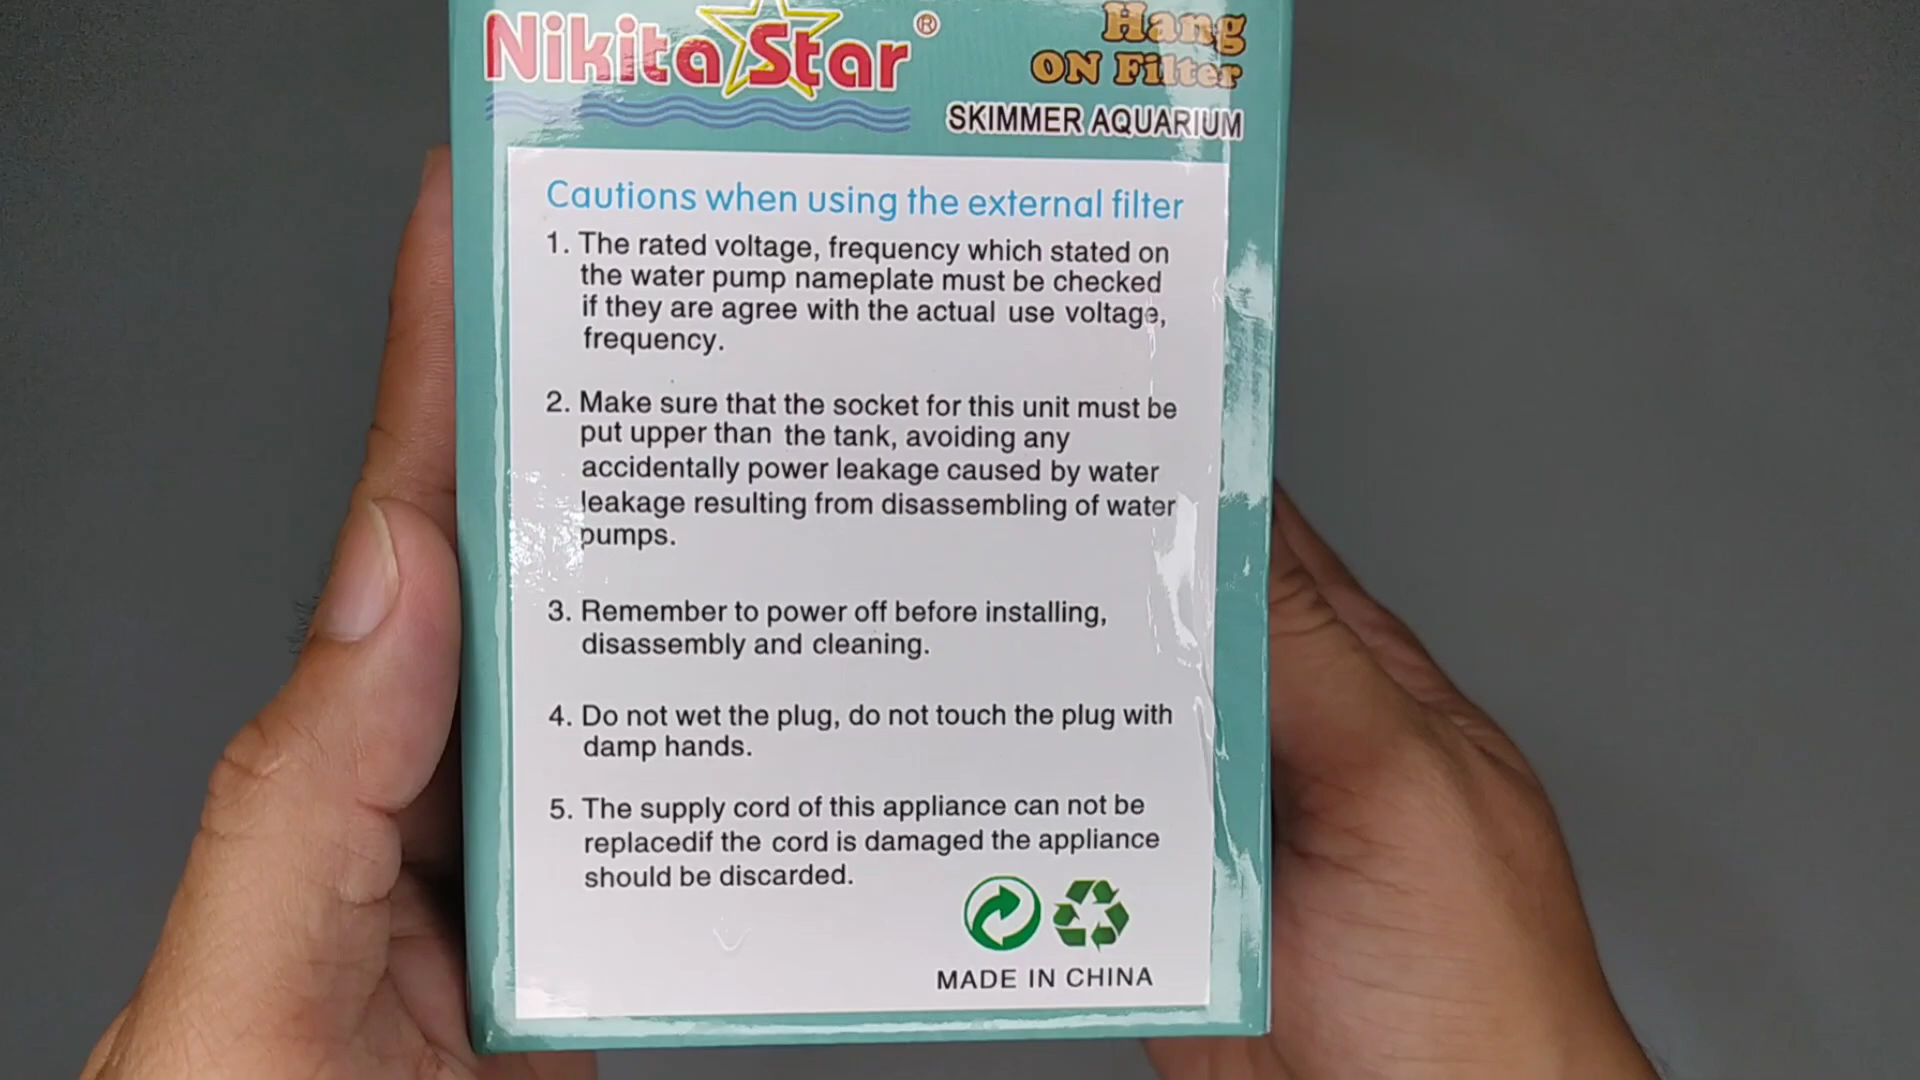 Nikita Star ®
Hang
ON Filter
SKIMMER AQUARIUM
Cautions when using the external filter
1. The rated voltage, frequency which stated on
the water pump nameplate must be checked
if they are agree with the actual use voltage,
frequency.
2. Make sure that the socket for this unit must be
put upper than the tank, avoiding any
accidentally power leakage caused by water
leakage resulting from disassembling of water
pumps.
3. Remember to power off before installing,
disassembly and cleaning.
4. Do not wet the plug, do not touch the plug with
damp hands.
5. The supply cord of this appliance can not be
replacedif the cord is damaged the appliance
should be discarded.
MADE IN CHINA